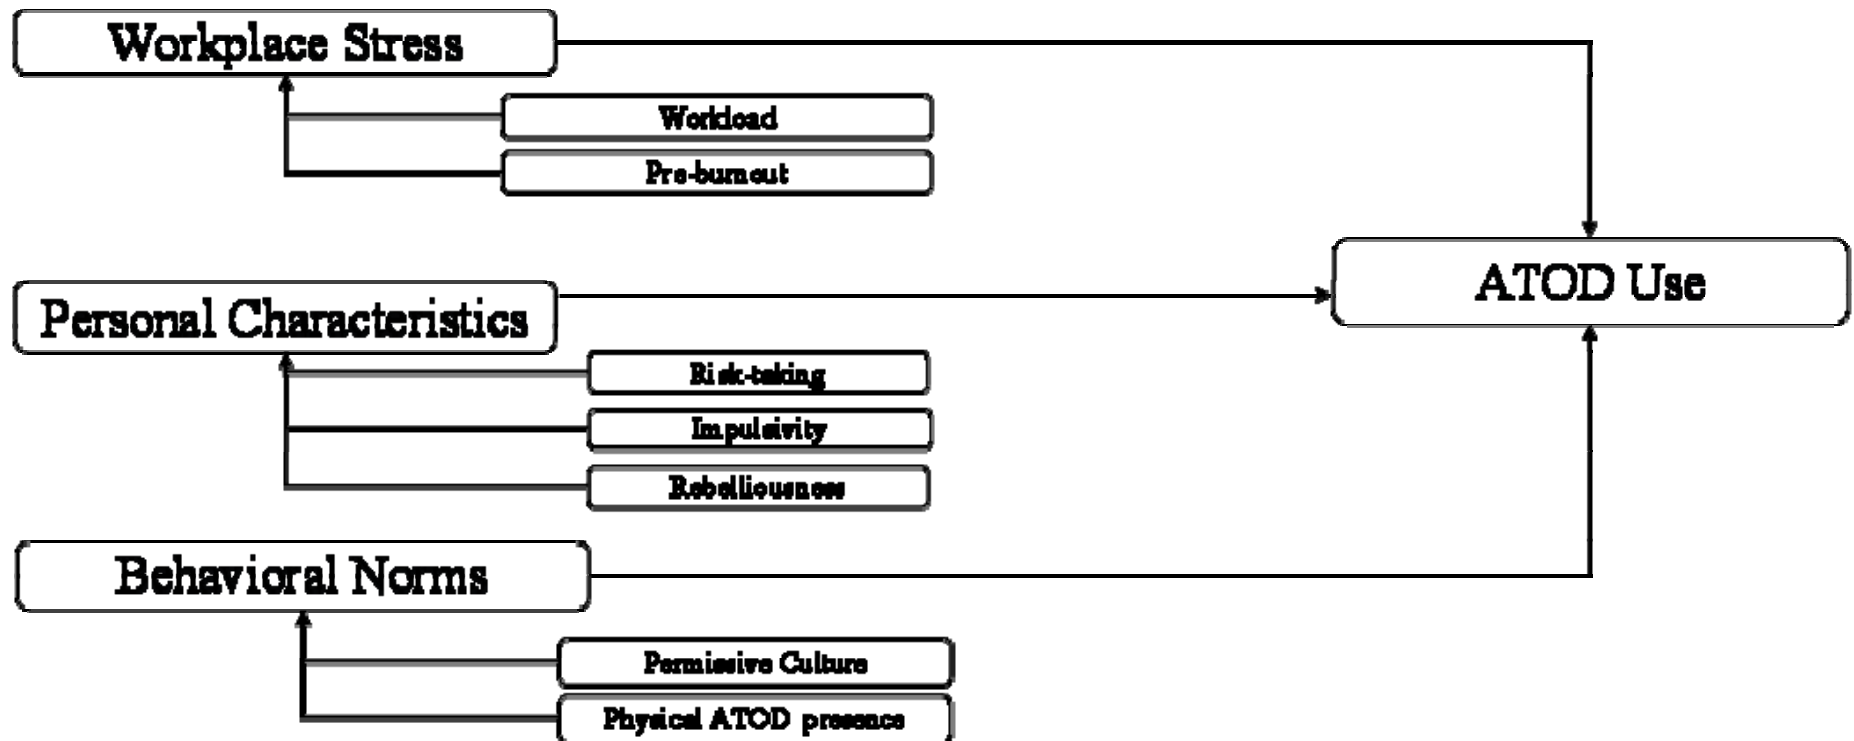 Workplace Stress
Workload
Pre-burnout
ATOD Use
Personal Characteristics
Risk-taking
Impulsivity
Rebelliousness
Behavioral Norms
Permissive Culture
Physical ATOD presence